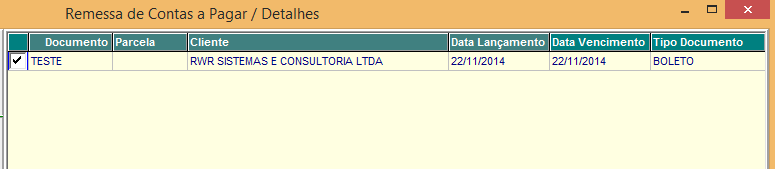 Remessa de Contas a Pagar / Detalhes
Documento Parcela Cliente Data Lançamento Data Vencimento Tipo Documento
TESTE RWR SISTEMAS E CONSULTORIA LTDA 22/11/2014 22/11/2014 BOLETO